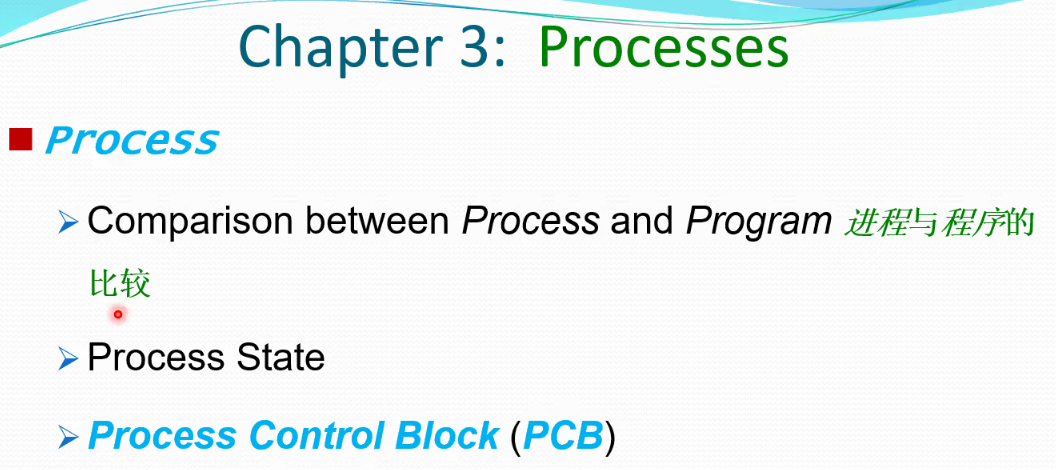 Chapter 3: Processes
Process
Comparison between Process and Program 进程与程序的
比较
Process State
Process Control Block (PCB)